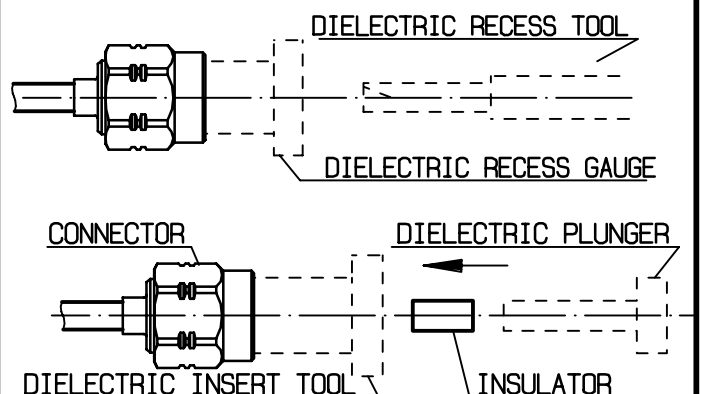 DIELECTRIC RECESS TOOL
DIELECTRIC RECESS GAUGE
CONNECTOR
DIELECTRIC PLUNGER
DIELECTRIC INSERT TOOL
INSULATOR